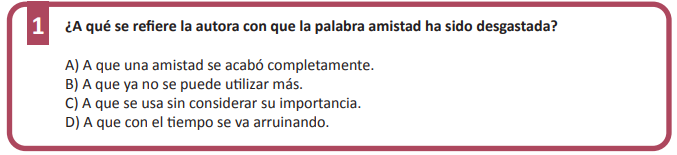 1
¿A qué se refiere la autora con que la palabra amistad ha sido desgastada?
A) A que una amistad se acabó completamente.
B) A que ya no se puede utilizar más.
C) A que se usa sin considerar su importancia.
D) A que con el tiempo se va arruinando.